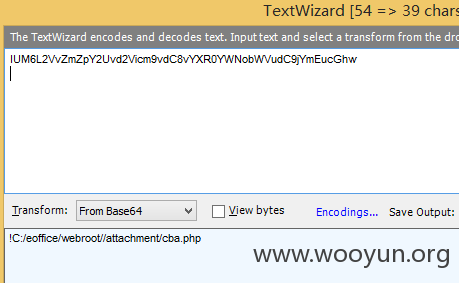 TextWizard [54 => 39 chars
The TextWizard encodes and decodes text. Input text and select a transform from the dro
IUM6L2VvZmZpY2Uvd2Vicm9vdC8vYXR0YWNobWVudC9jYmEucGhw
Transform: From Base64 View bytes Encodings... Save Output:
!C:/eoffice/webroot//attachment/cba.php
www.wooyun.org